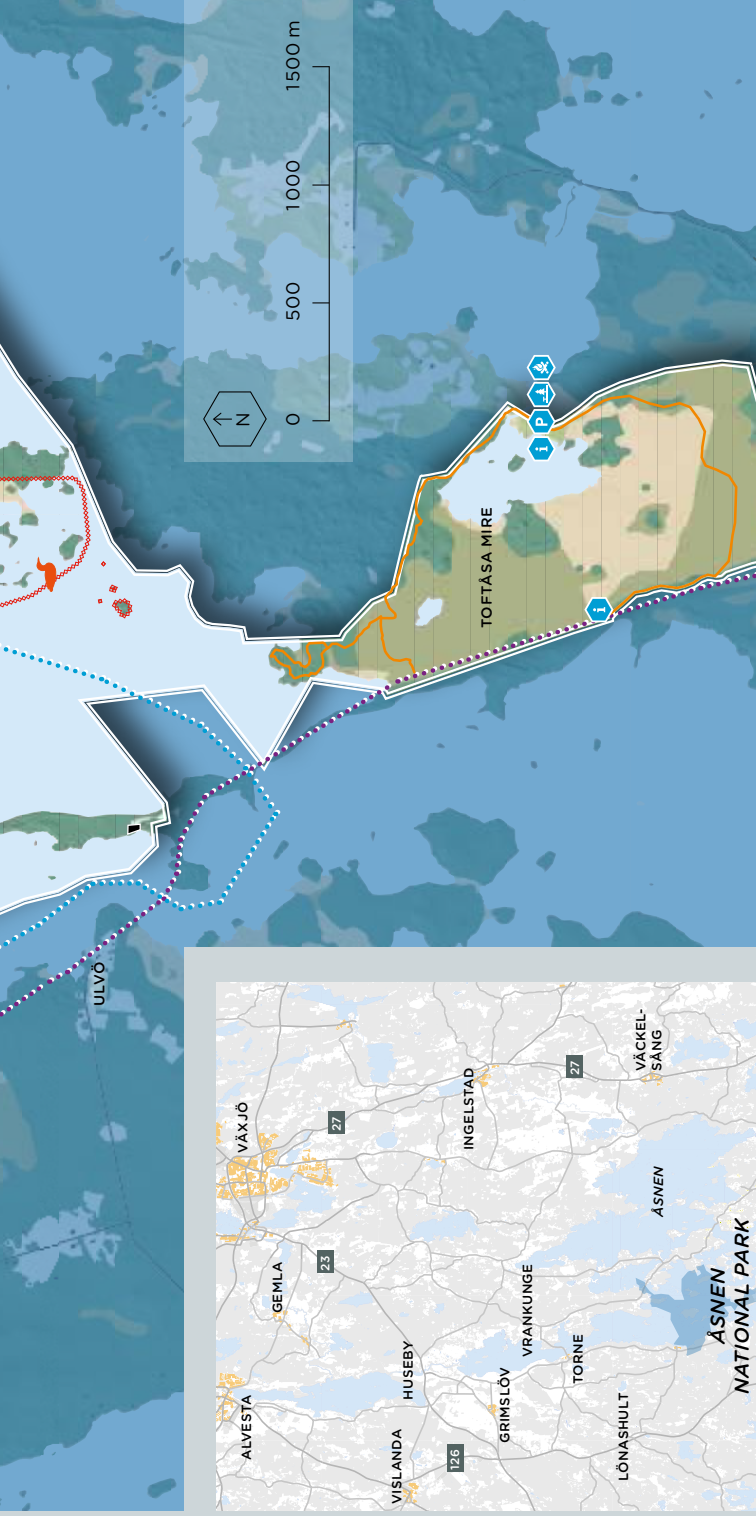 ULVÖ
TOFTÅSA MIRE
i
i
P
N
0
500
1000
1500 m
ALVESTA
GEMLA
VÄXJÖ
23
27
VISLANDA
HUSEBY
INGELSTAD
126
GRIMSLÖV
VRANKUNGE
27
TORNE
LÖNASHULT
ÅSNEN
VÄCKEL-
SÅNG
ÅSNEN
NATIONAL PARK